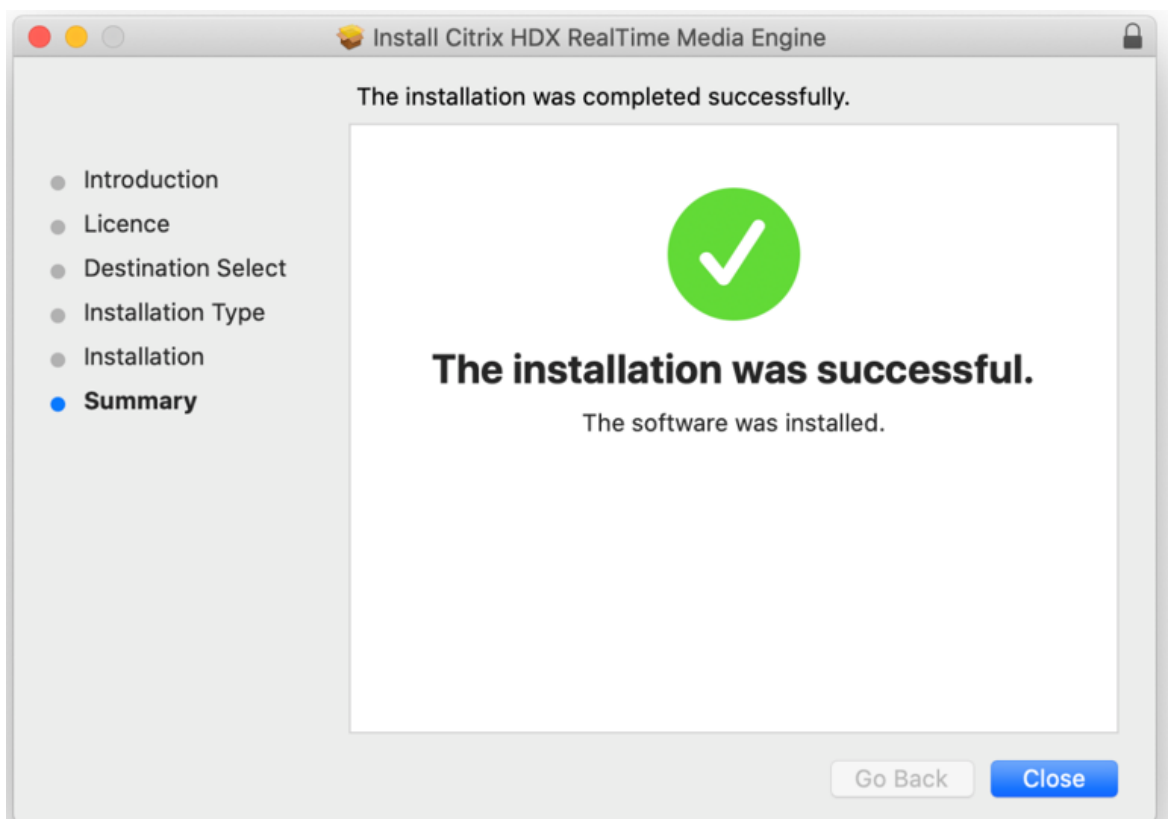 Install Citrix HDX RealTime Media Engine
The installation was completed successfully.
Introduction
Licence
Destination Select
Installation Type
Installation
Summary
The installation was successful.
The software was installed.
Go Back
Close